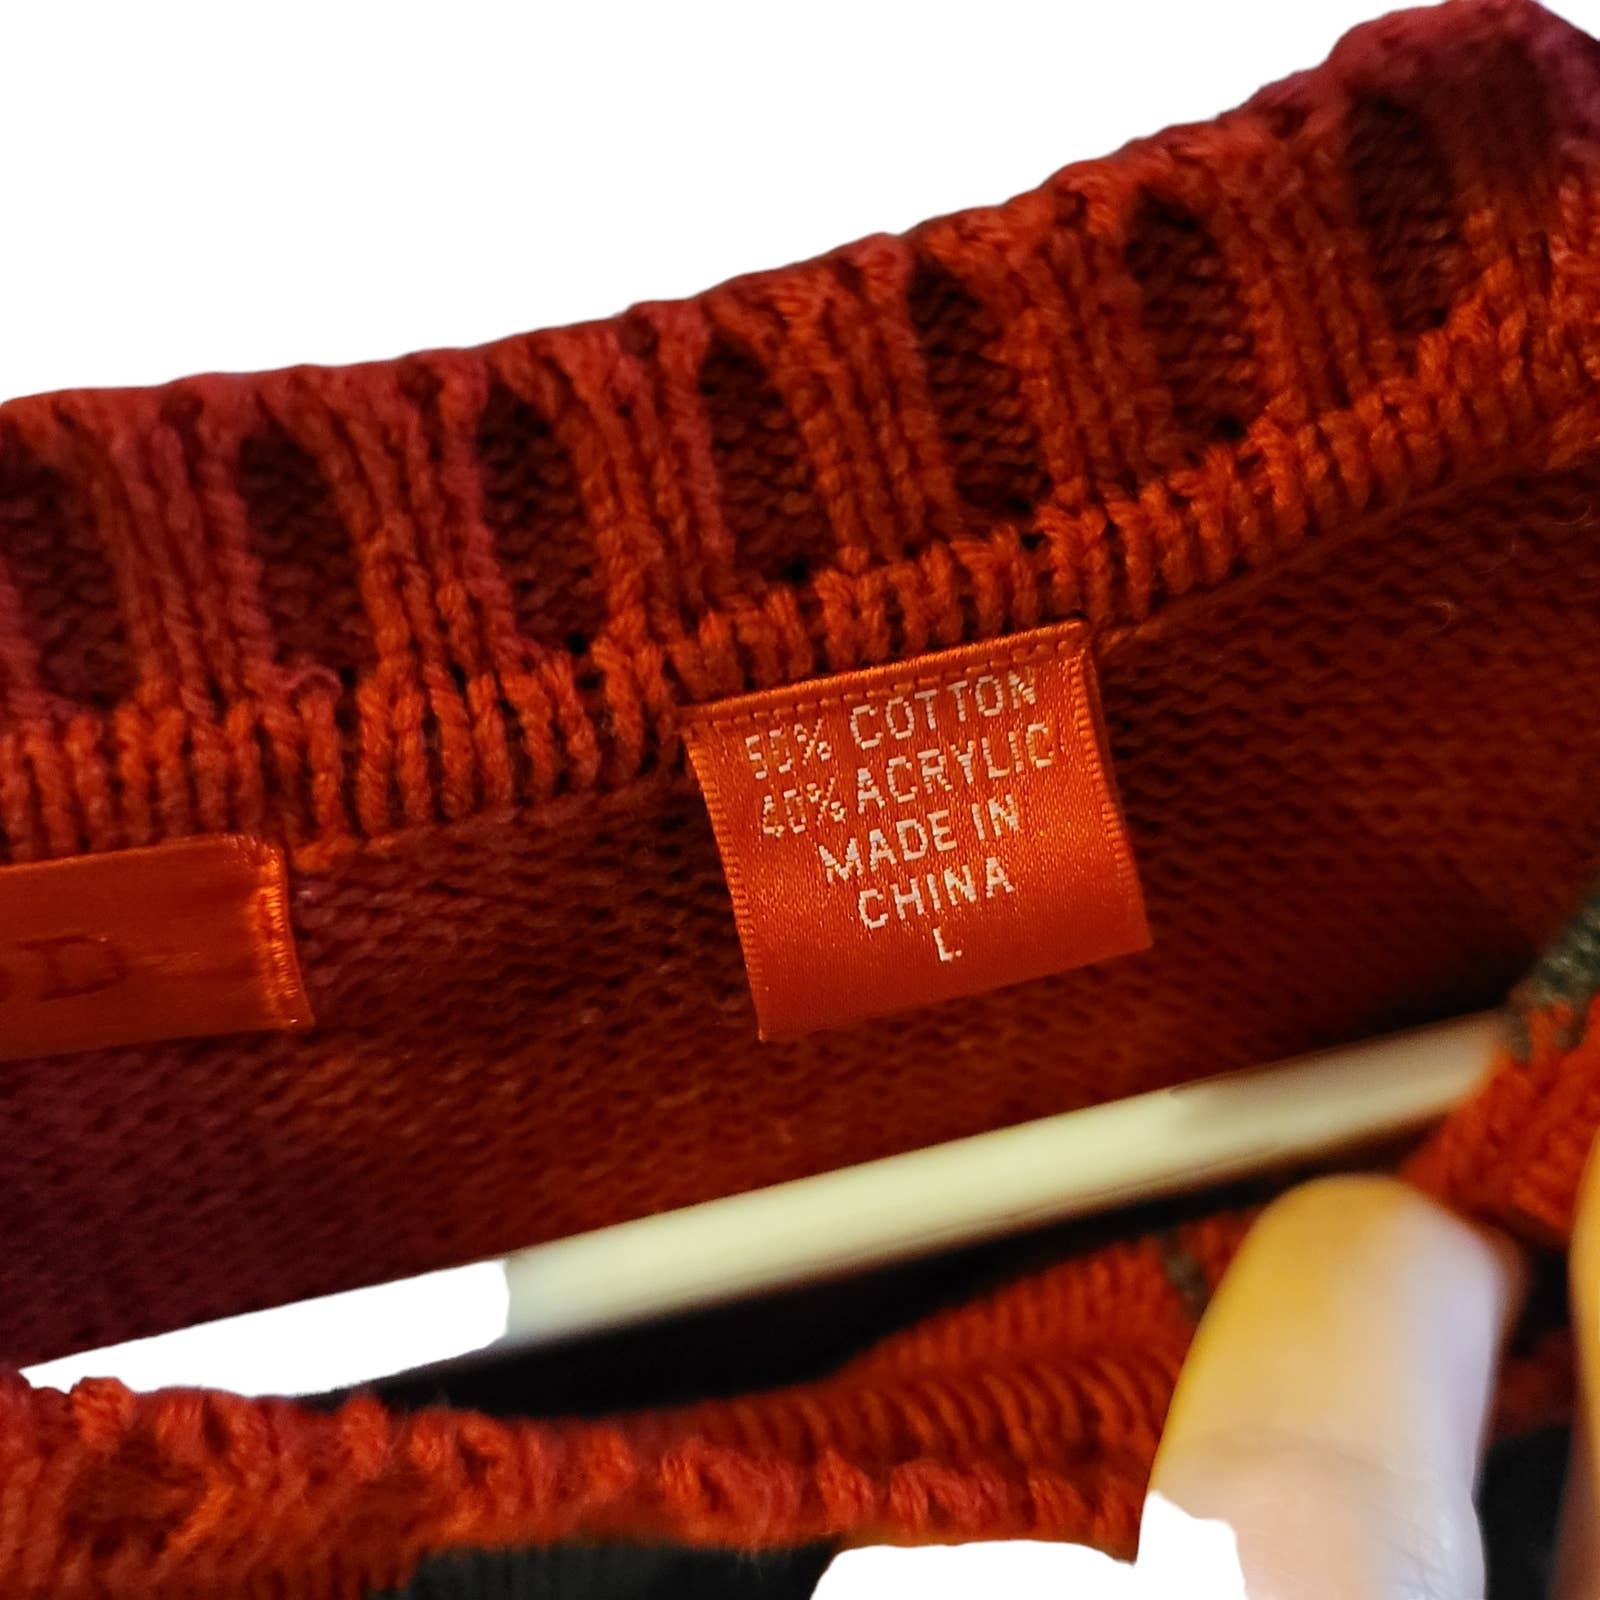 50% COTTON
40% ACRYLIC
MADE IN
CHINA
L
D